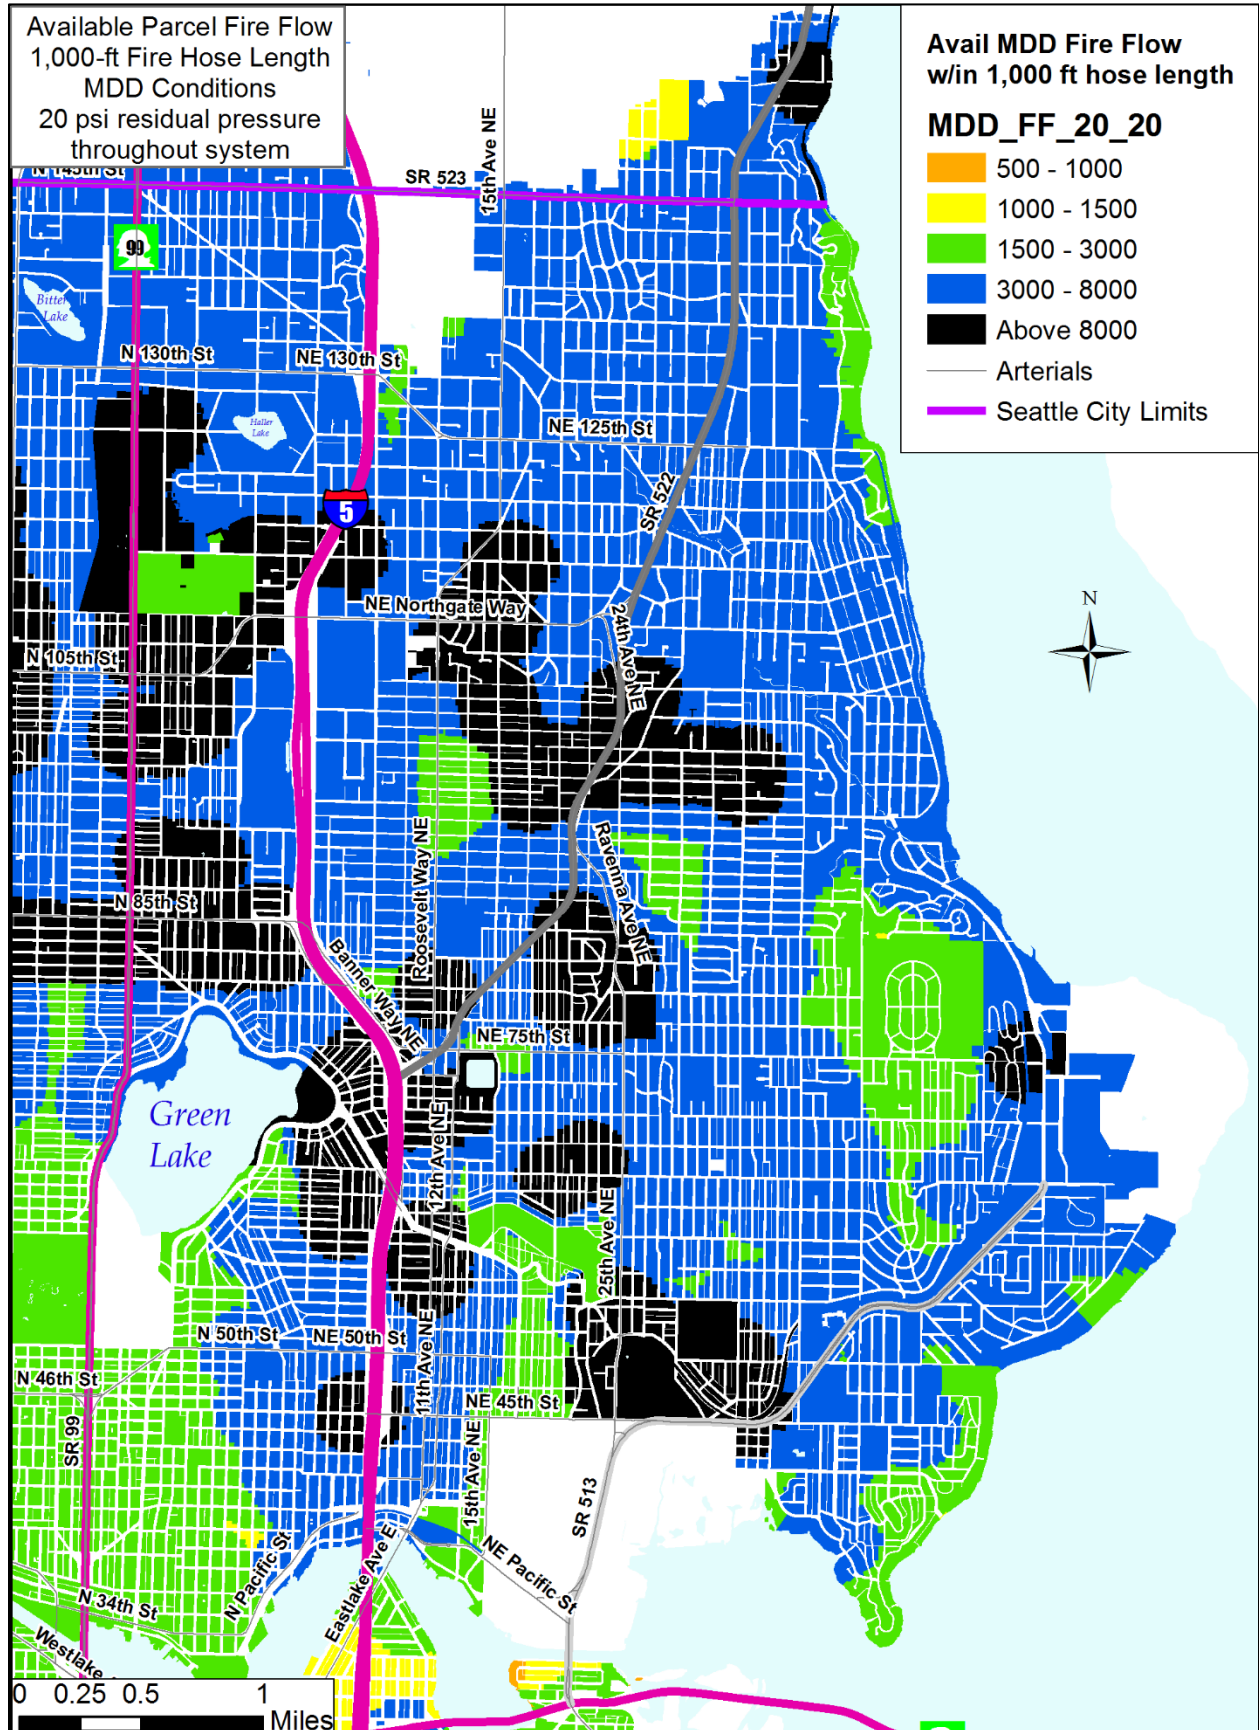 Available Parcel Fire Flow
1,000-ft Fire Hose Length
MDD Conditions
20 psi residual pressure
throughout system
Avail MDD Fire Flow
w/in 1,000 ft hose length
MDD_FF_20_20
500 - 1000
1000 - 1500
1500 - 3000
3000 - 8000
Above 8000
Arterials
Seattle City Limits
N 145th St
SR 523
15th Ave NE
99
Bitter
Lake
N 130th St
NE 130th St
Haller
Lake
NE 125th St
5
SR 522
N
NE Northgate Way
24th Ave NE
N 105th St
Roosevelt Way NE
Ravenna Ave NE
N 85th St
Banner Way NE
NE 75th St
Green
Lake
12th Ave NE
25th Ave NE
N 50th St
NE 50th St
11th Ave NE
N 46th St
NE 45th St
SR 99
15th Ave NE
SR 513
N Pacific St
Eastlake Ave E
NE Pacific St
N 34th St
Westlake
0 0.25 0.5 1
Miles